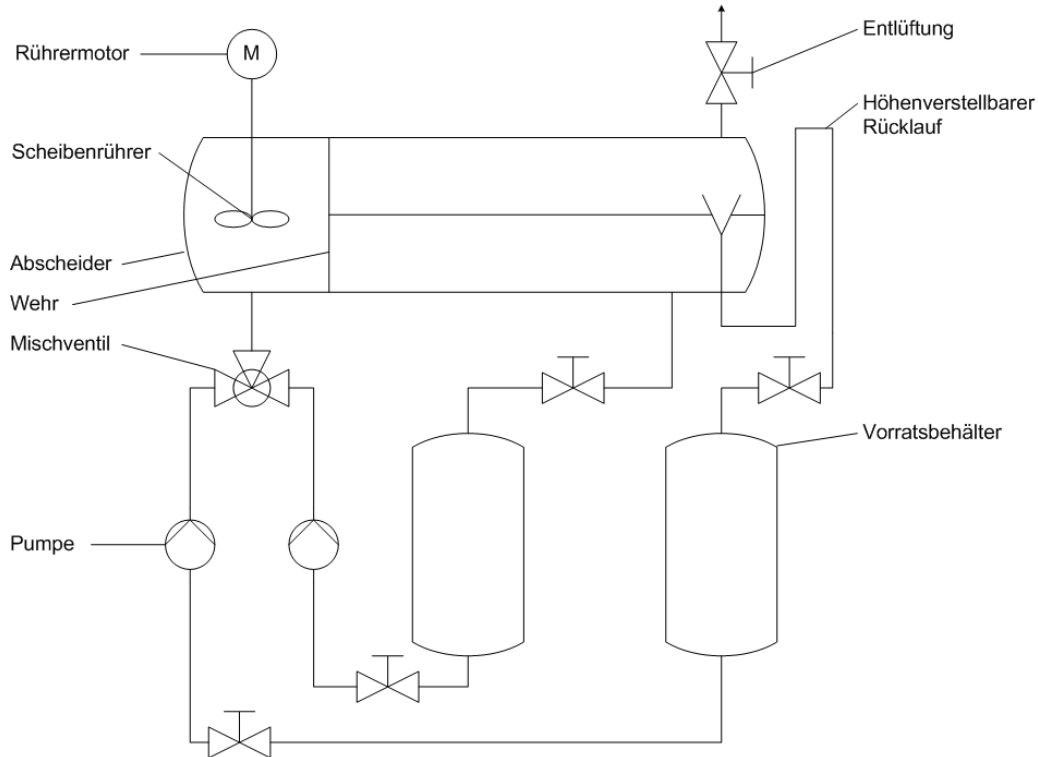 Entlüftung
Rührermotor
M
Höhenverstellbarer
Rücklauf
Scheibenrührer
Abscheider
Wehr
Mischventil
Vorratsbehälter
Pumpe